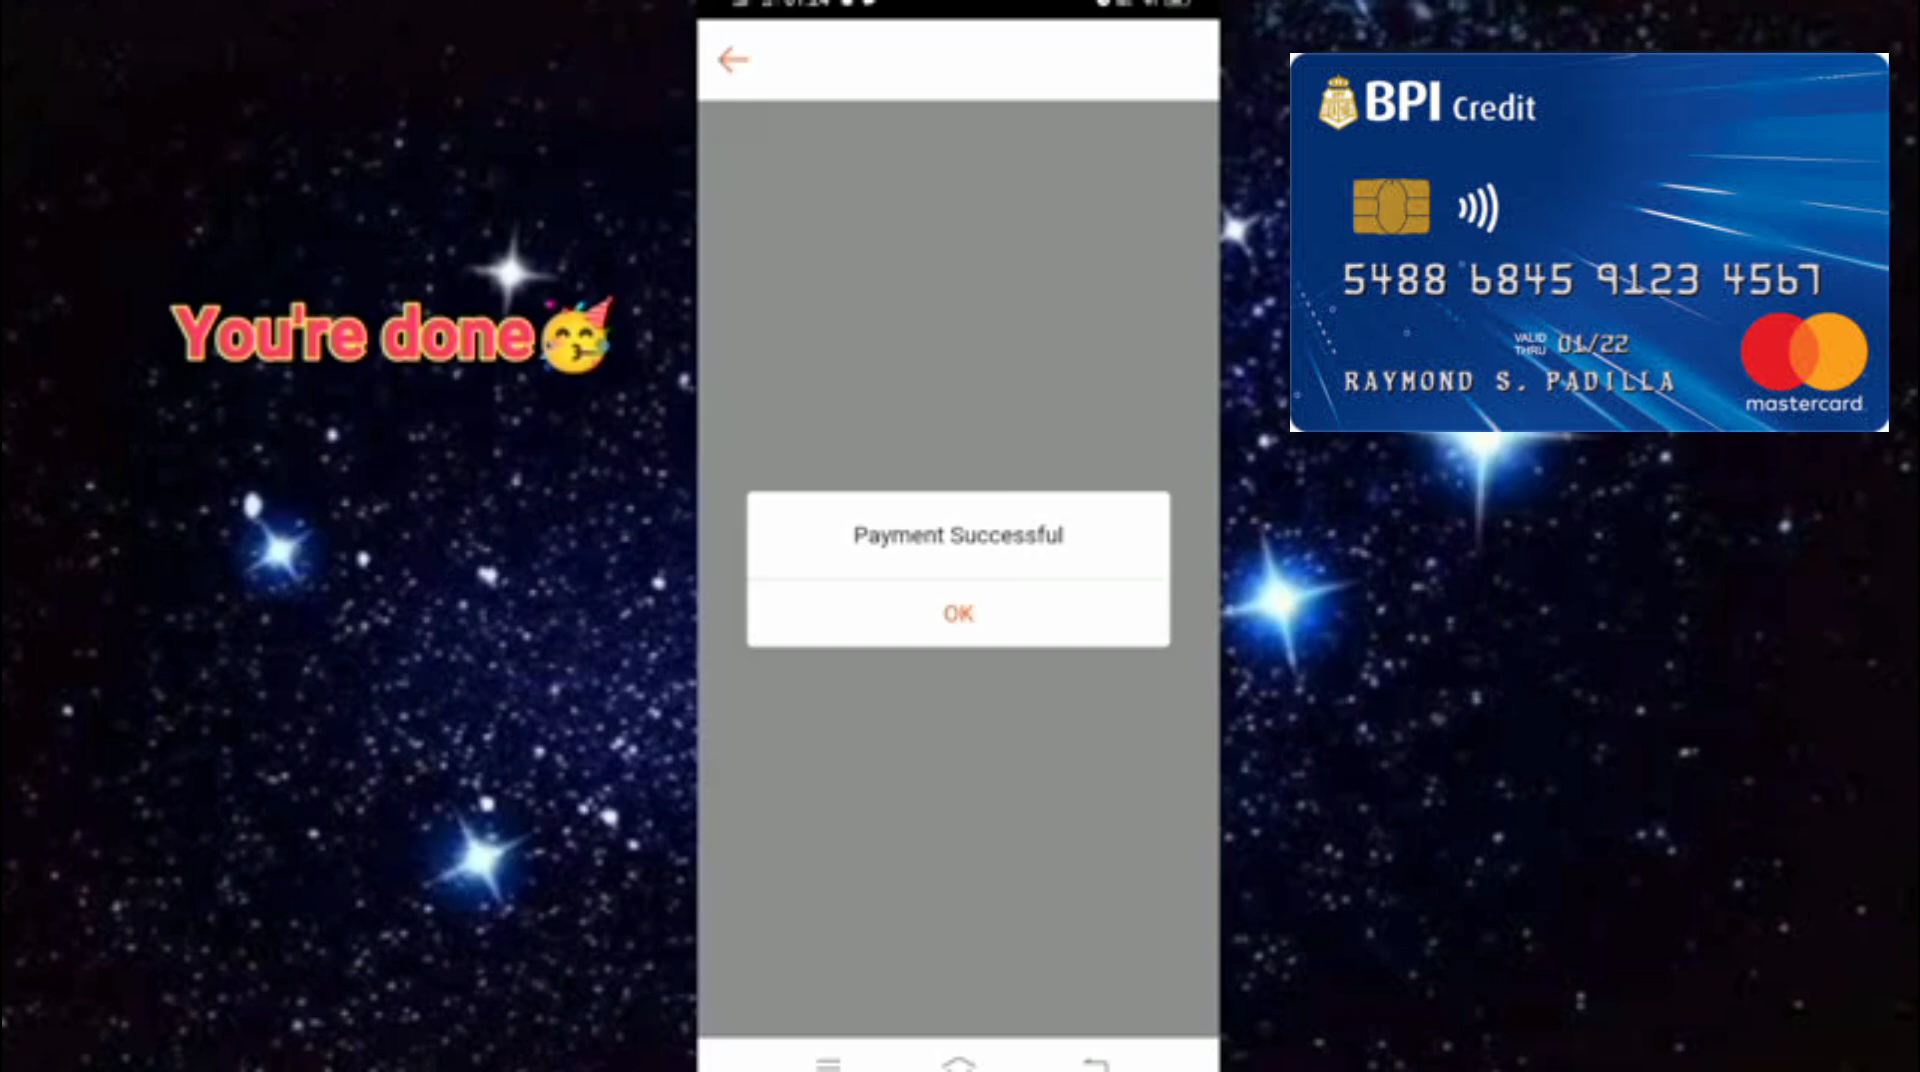 You're done🥳
Payment Successful
OK
BPI Credit
5488 6845 9123 4567
VALID THRU 01/22
RAYMOND S. PADILLA
mastercard